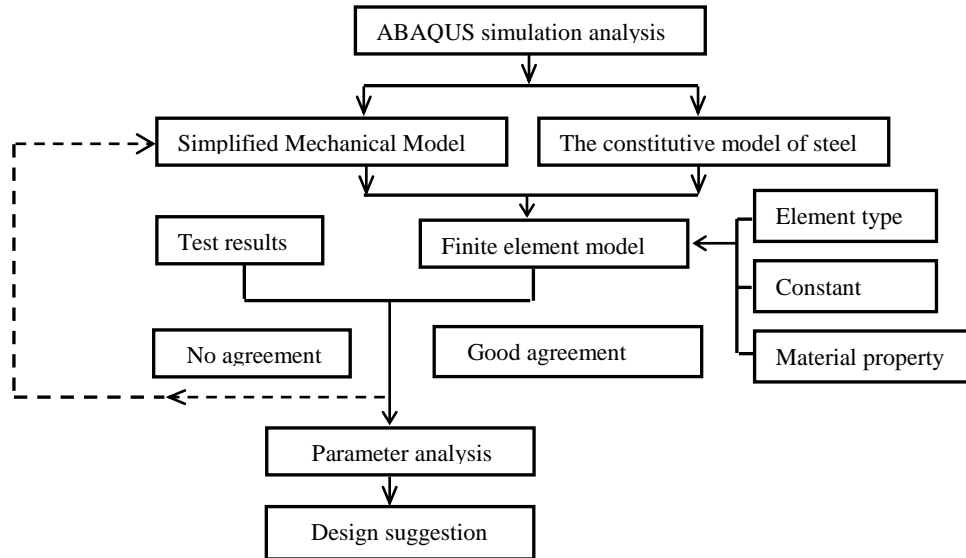 ABAQUS simulation analysis
Simplified Mechanical Model
The constitutive model of steel
Element type
Test results
Finite element model
Constant
No agreement
Good agreement
Material property
Parameter analysis
Design suggestion